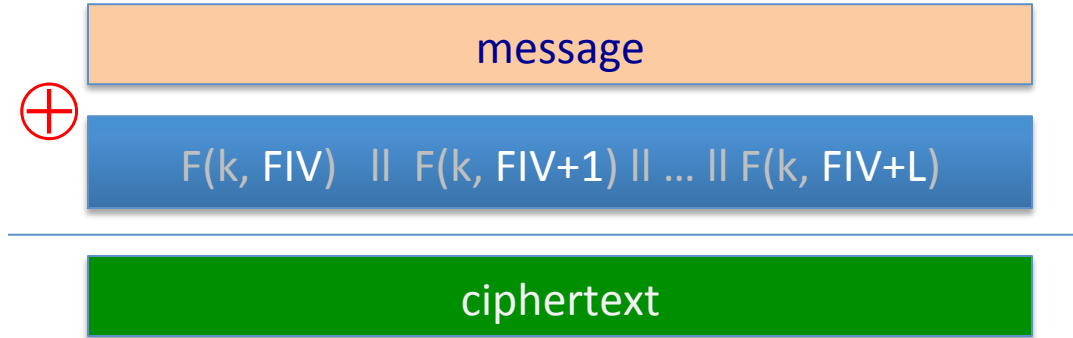 message
F(k, FIV) ll F(k, FIV+1) ll … ll F(k, FIV+L)
ciphertext